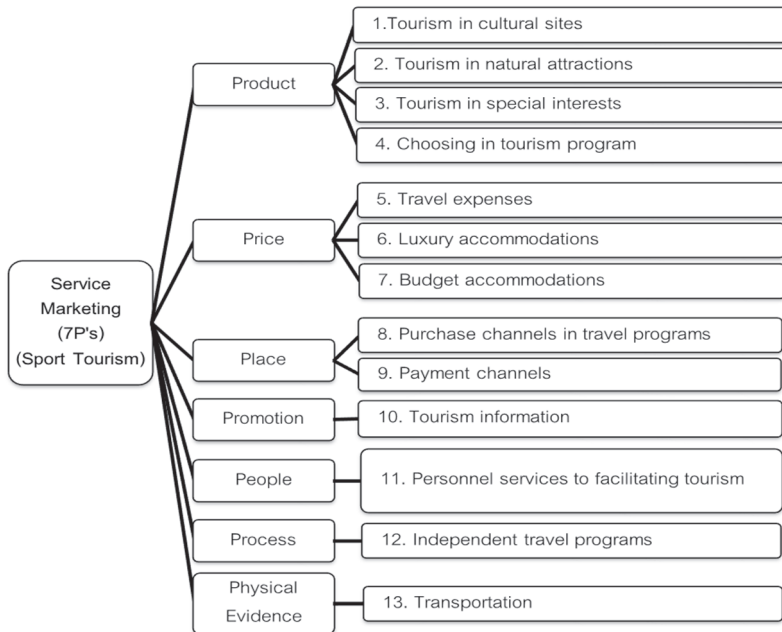 Service
Marketing
(7P's)
(Sport Tourism)
Product
1.Tourism in cultural sites
2. Tourism in natural attractions
3. Tourism in special interests
4. Choosing in tourism program
Price
5. Travel expenses
6. Luxury accommodations
7. Budget accommodations
Place
8. Purchase channels in travel programs
9. Payment channels
Promotion
10. Tourism information
People
11. Personnel services to facilitating tourism
Process
12. Independent travel programs
Physical
Evidence
13. Transportation